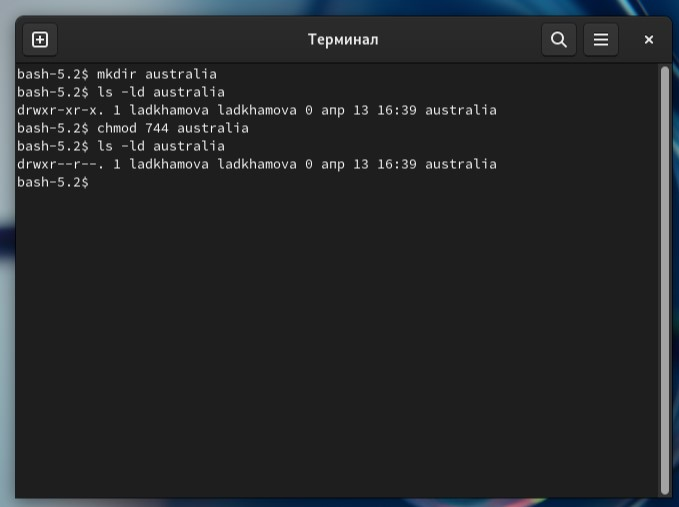 Терминал
bash-5.2$ mkdir australia
bash-5.2$ ls -ld australia
drwxr-xr-x. 1 ladkhamova ladkhamova 0 апр 13 16:39 australia
bash-5.2$ chmod 744 australia
bash-5.2$ ls -ld australia
drwxr--r--. 1 ladkhamova ladkhamova 0 апр 13 16:39 australia
bash-5.2$